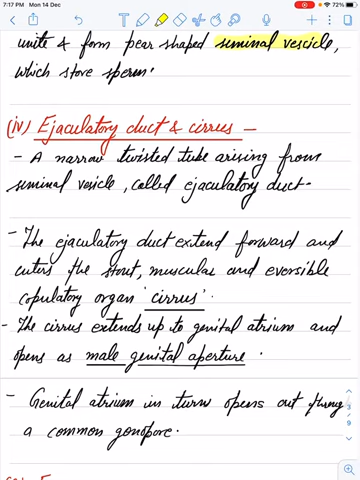 7:17 PM Mon 14 Dec
72%
unite & form pear shaped seminal vescicle,
which store sperm.
(iv) Ejaculatory duct & cirrus -
- A narrow twisted tube arising from
seminal vesicle, called ejaculatory duct.
- The ejaculatory duct extend forward and
enters the stout, muscular and eversible
copulatory organ 'cirrus'.
- The cirrus extends up to genital atrium and
opens as male genital aperture.
- Genital atrium in turn opens out through
a common gonopore.
3
9